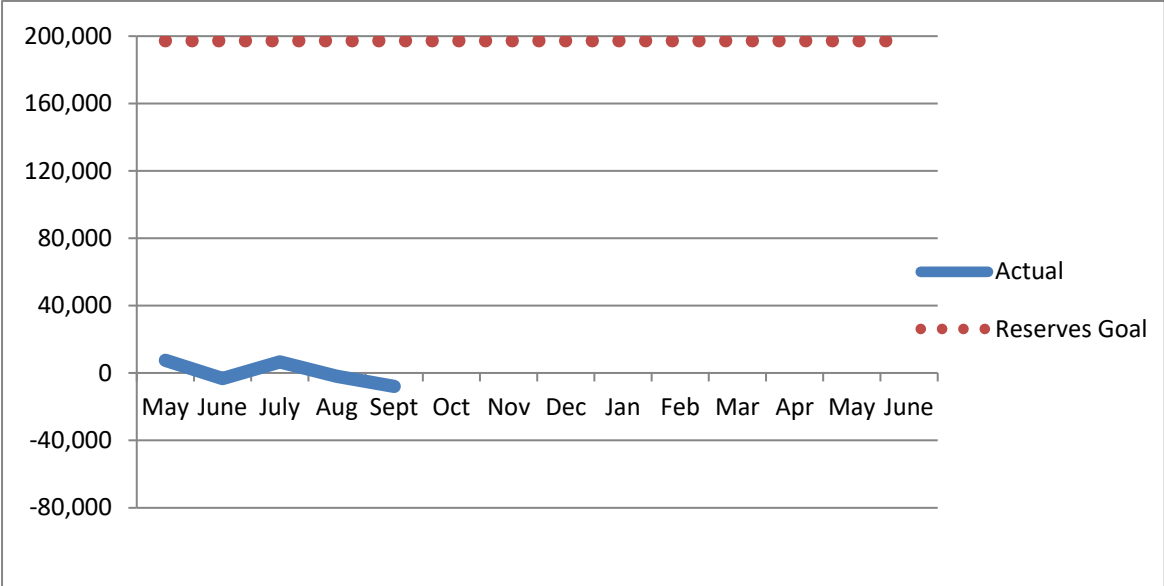 200,000
160,000
120,000
80,000
40,000
0
-40,000
-80,000
May June July Aug Sept Oct Nov Dec Jan Feb Mar Apr May June
Actual
Reserves Goal